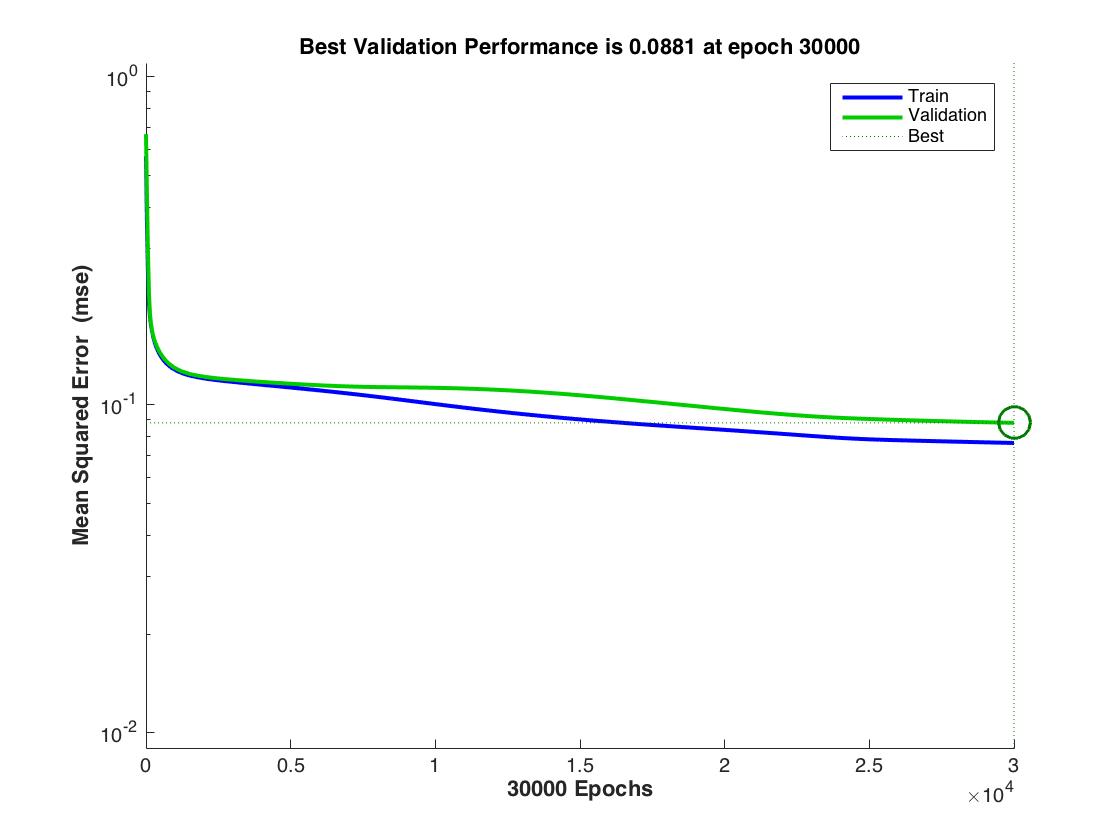 Best Validation Performance is 0.0881 at epoch 30000
Train
Validation
Best
10^0
10^-1
10^-2
Mean Squared Error (mse)
0 0.5 1 1.5 2 2.5 3
×10^4
30000 Epochs